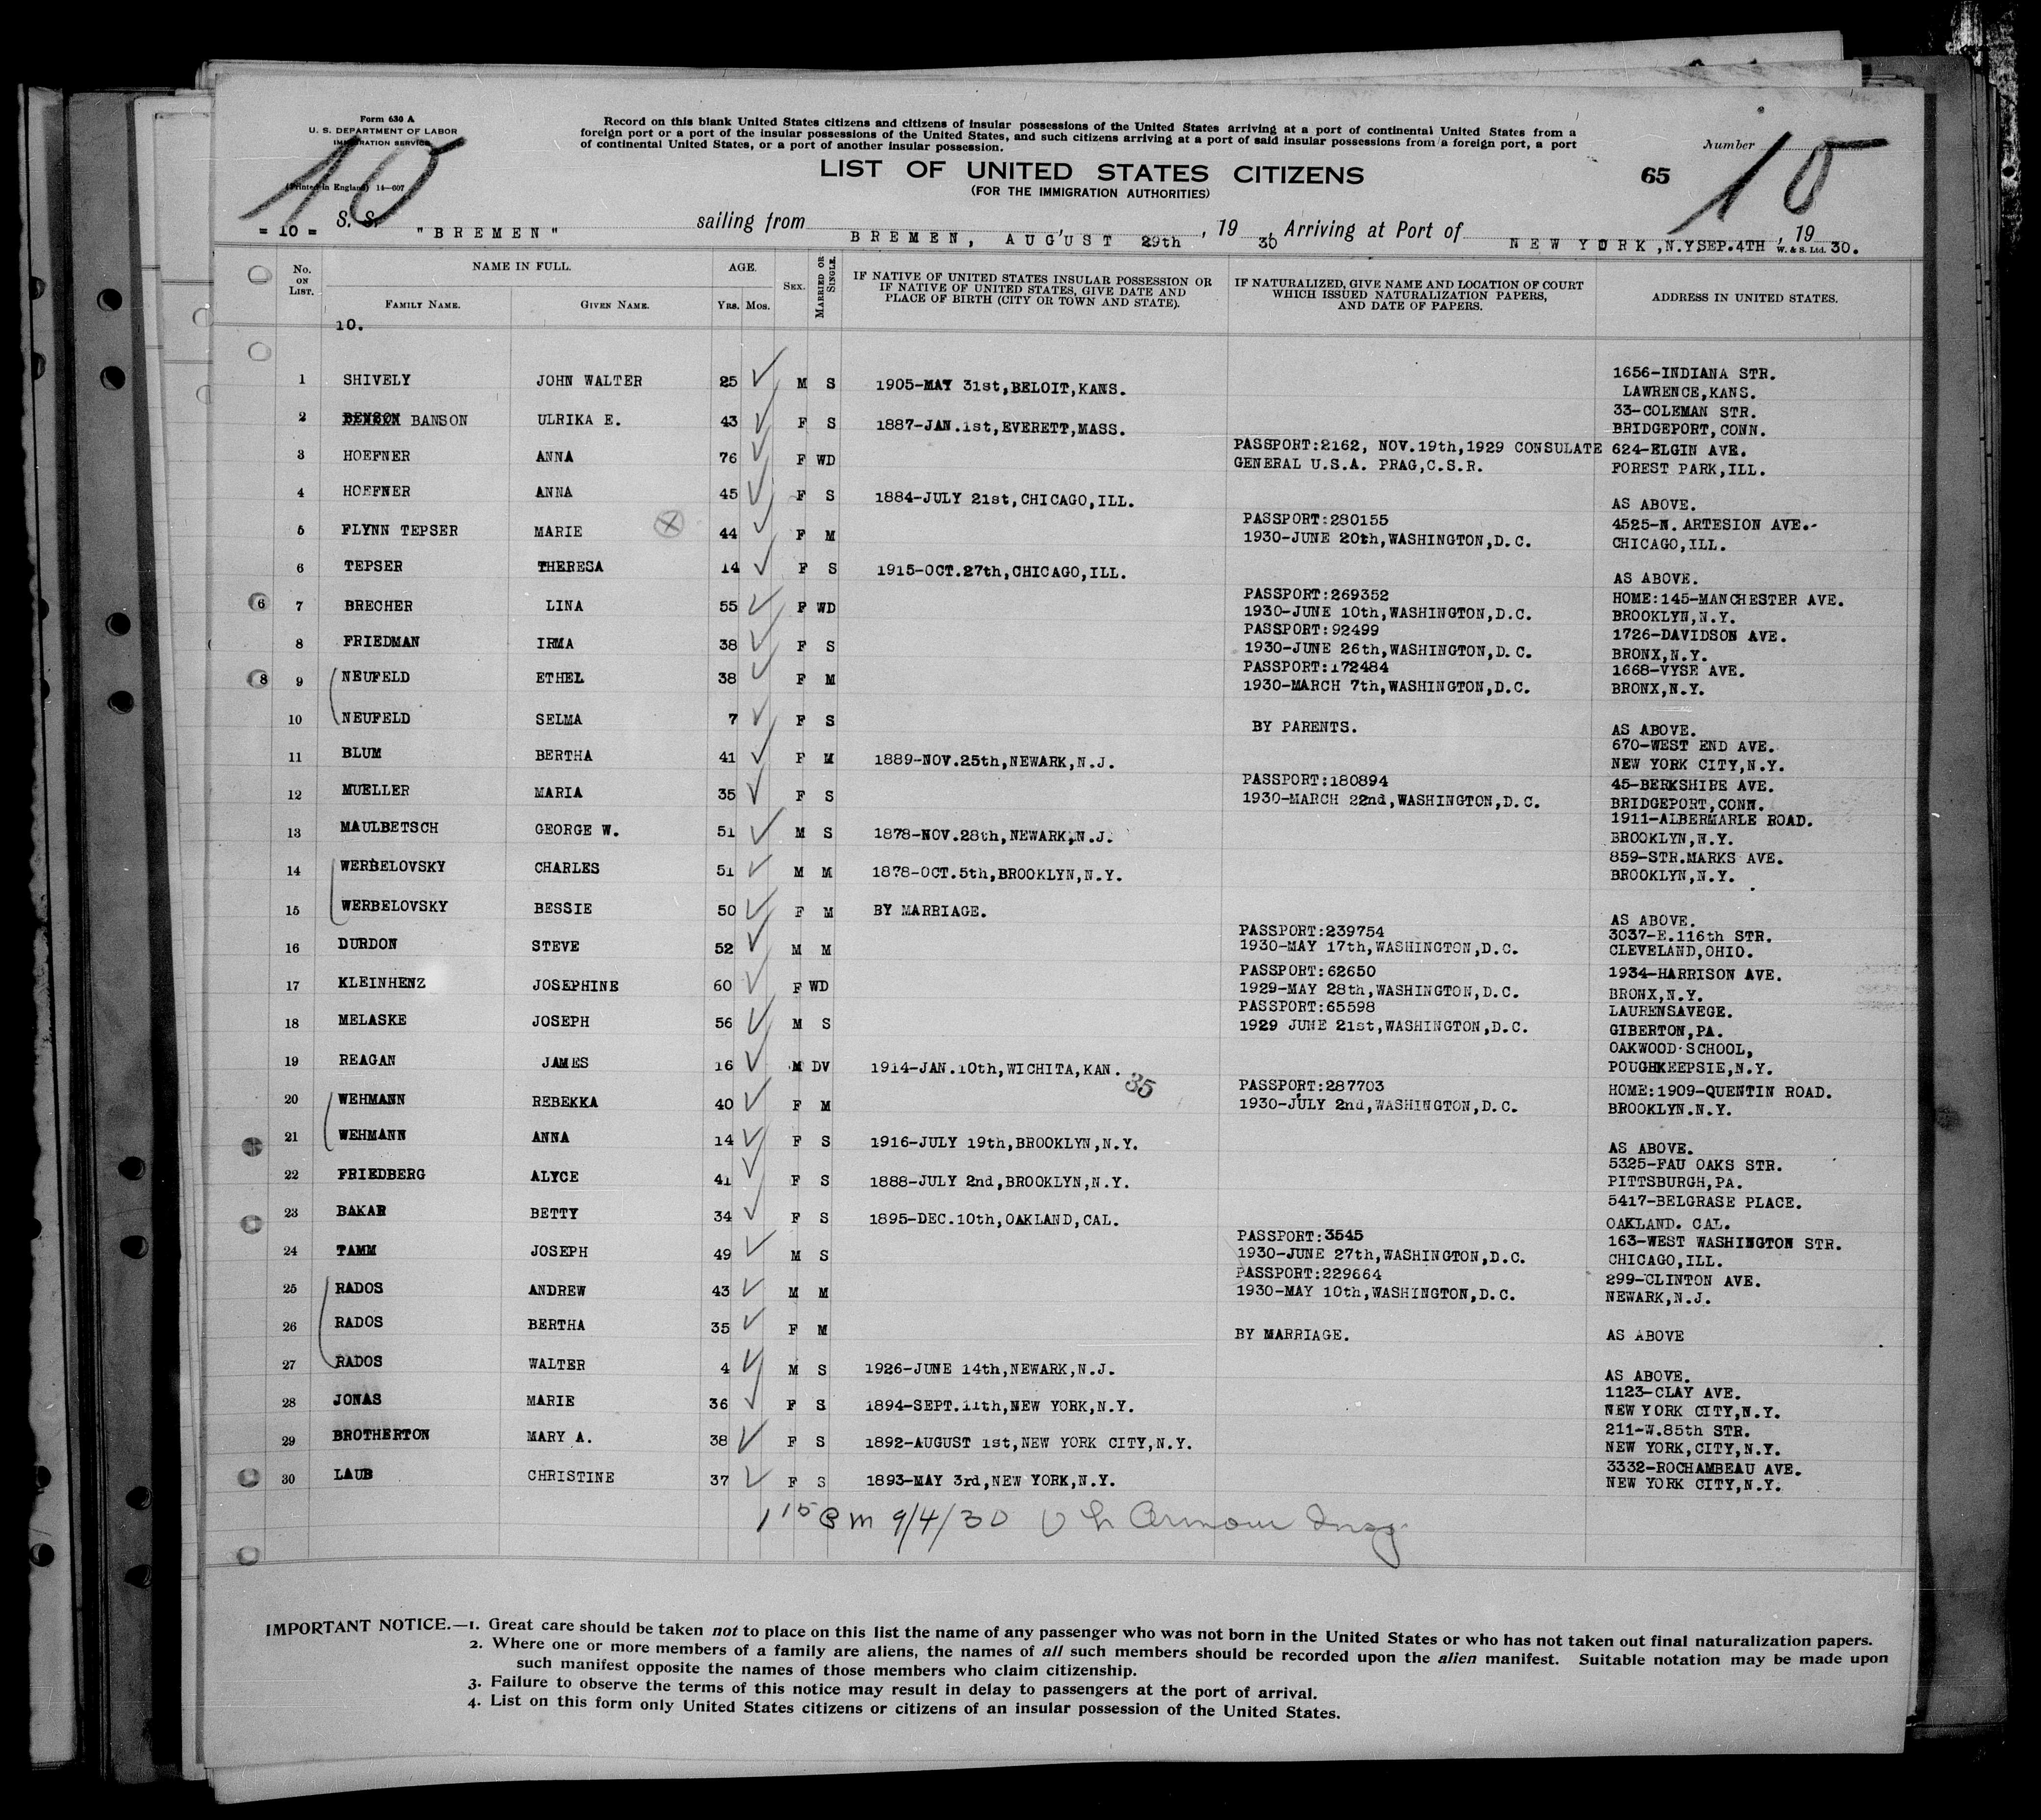 Form 630 A
U. S. DEPARTMENT OF LABOR
IMMIGRATION SERVICE
(Printed in England) 14—607
10
Record on this blank United States citizens and citizens of insular possessions of the United States arriving at a port of continental United States from a
foreign port or a port of the insular possessions of the United States, and such citizens arriving at a port of said insular possessions from a foreign port, a port
of continental United States, or a port of another insular possession.
Number 10
LIST OF UNITED STATES CITIZENS
(FOR THE IMMIGRATION AUTHORITIES)
65
= 10 = S. S. "BREMEN" sailing from BREMEN, AUGUST 29th, 1930, Arriving at Port of NEW YORK, N.Y. SEP. 4TH, 1930.
W. & S. Ltd.
No. ON LIST. NAME IN FULL. AGE. SEX. MARRIED OR SINGLE. IF NATIVE OF UNITED STATES INSULAR POSSESSION OR IF NATIVE OF UNITED STATES, GIVE DATE AND PLACE OF BIRTH (CITY OR TOWN AND STATE). IF NATURALIZED, GIVE NAME AND LOCATION OF COURT WHICH ISSUED NATURALIZATION PAPERS, AND DATE OF PAPERS. ADDRESS IN UNITED STATES.
FAMILY NAME. GIVEN NAME. YRS. MOS.
10.
1 SHIVELY JOHN WALTER 25 M S 1905-MAY 31st,BELOIT,KANS. 1656-INDIANA STR. LAWRENCE,KANS.
2 BENSON BANSON ULRIKA E. 43 F S 1887-JAN.1st,EVERETT,MASS. 33-COLEMAN STR. BRIDGEPORT,CONN.
3 HOEFNER ANNA 76 F WD PASSPORT:2162, NOV.19th,1929 CONSULATE GENERAL U.S.A. PRAG,C.S.R. 624-ELGIN AVE. FOREST PARK,ILL.
4 HOEFNER ANNA 45 F S 1884-JULY 21st,CHICAGO,ILL. AS ABOVE.
5 FLYNN TEPSER MARIE 44 F M PASSPORT:280155 1930-JUNE 20th,WASHINGTON,D.C. 4525-N. ARTESION AVE.- CHICAGO,ILL.
6 TEPSER THERESA 14 F S 1915-OCT.27th,CHICAGO,ILL. AS ABOVE.
6 7 BRECHER LINA 55 F WD PASSPORT:269352 1930-JUNE 10th,WASHINGTON,D.C. HOME:145-MANCHESTER AVE. BROOKLYN,N.Y.
8 FRIEDMAN IRMA 38 F S PASSPORT:92499 1930-JUNE 26th,WASHINGTON,D.C. 1726-DAVIDSON AVE. BRONX,N.Y.
8 9 NEUFELD ETHEL 38 F M PASSPORT:172484 1930-MARCH 7th,WASHINGTON,D.C. 1668-VYSE AVE. BRONX,N.Y.
10 NEUFELD SELMA 7 F S BY PARENTS. AS ABOVE.
11 BLUM BERTHA 41 F M 1889-NOV.25th,NEWARK,N.J. 670-WEST END AVE. NEW YORK CITY,N.Y.
12 MUELLER MARIA 35 F S PASSPORT:180894 1930-MARCH 22nd,WASHINGTON,D.C. 45-BERKSHIRE AVE. BRIDGEPORT,CONN.
13 MAULBETSCH GEORGE W. 51 M S 1878-NOV.28th,NEWARK,N.J. 1911-ALBERMARLE ROAD. BROOKLYN,N.Y.
14 WERBELOVSKY CHARLES 51 M M 1878-OCT.5th,BROOKLYN,N.Y. 859-STR.MARKS AVE. BROOKLYN,N.Y.
15 WERBELOVSKY BESSIE 50 F M BY MARRIAGE. AS ABOVE.
16 DURDON STEVE 52 M M PASSPORT:239754 1930-MAY 17th,WASHINGTON,D.C. 3037-E.116th STR. CLEVELAND,OHIO.
17 KLEINHENZ JOSEPHINE 60 F WD PASSPORT:62650 1929-MAY 28th,WASHINGTON,D.C. 1934-HARRISON AVE. BRONX,N.Y.
18 MELASKE JOSEPH 56 M S PASSPORT:65598 1929 JUNE 21st,WASHINGTON,D.C. LAURENSAVEGE. GIBERTON,PA.
19 REAGAN JAMES 16 M DV 1914-JAN.10th,WICHITA,KAN. 35 OAKWOOD-SCHOOL, POUGHKEEPSIE,N.Y.
20 WEHMANN REBEKKA 40 F M PASSPORT:287703 1930-JULY 2nd,WASHINGTON,D.C. HOME:1909-QUENTIN ROAD. BROOKLYN.N.Y.
21 WEHMANN ANNA 14 F S 1916-JULY 19th,BROOKLYN,N.Y. AS ABOVE.
22 FRIEDBERG ALYCE 41 F S 1888-JULY 2nd,BROOKLYN,N.Y. 5325-FAU OAKS STR. PITTSBURGH,PA.
23 BAKAR BETTY 34 F S 1895-DEC.10th,OAKLAND,CAL. 5417-BELGRASE PLACE. OAKLAND. CAL.
24 TAMM JOSEPH 49 M S PASSPORT:3545 1930-JUNE 27th,WASHINGTON,D.C. 163-WEST WASHINGTON STR. CHICAGO,ILL.
25 RADOS ANDREW 43 M M PASSPORT:229664 1930-MAY 10th,WASHINGTON,D.C. 299-CLINTON AVE. NEWARK,N.J.
26 RADOS BERTHA 35 F M BY MARRIAGE. AS ABOVE
27 RADOS WALTER 4 M S 1926-JUNE 14th,NEWARK,N.J. AS ABOVE.
28 JONAS MARIE 36 F S 1894-SEPT.11th,NEW YORK,N.Y. 1123-CLAY AVE. NEW YORK CITY,N.Y.
29 BROTHERTON MARY A. 38 F S 1892-AUGUST 1st,NEW YORK CITY,N.Y. 211-W.85th STR. NEW YORK,CITY,N.Y.
30 LAUB CHRISTINE 37 F S 1893-MAY 3rd,NEW YORK,N.Y. 3332-ROCHAMBEAU AVE. NEW YORK CITY,N.Y.
1 15 Pm 9/4/30 Armour Insp
IMPORTANT NOTICE.—1. Great care should be taken not to place on this list the name of any passenger who was not born in the United States or who has not taken out final naturalization papers.
2. Where one or more members of a family are aliens, the names of all such members should be recorded upon the alien manifest. Suitable notation may be made upon
such manifest opposite the names of those members who claim citizenship.
3. Failure to observe the terms of this notice may result in delay to passengers at the port of arrival.
4. List on this form only United States citizens or citizens of an insular possession of the United States.